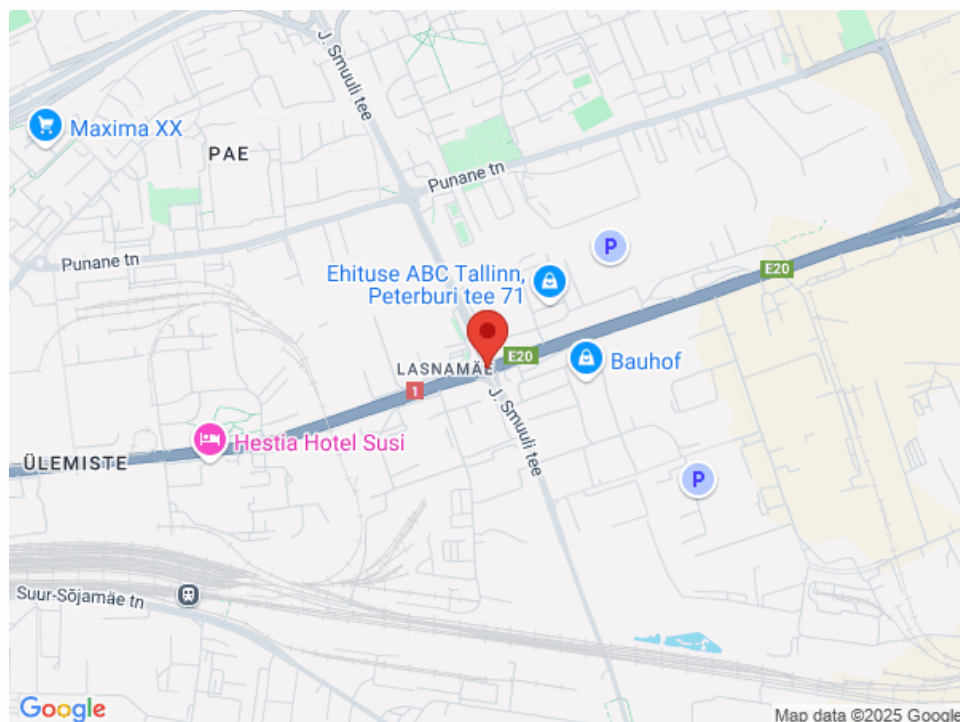 J. Smuuli tee
Maxima XX
PAE
Punane tn
Punane tn
Ehituse ABC Tallinn,
Peterburi tee 71
P
E20
E20
LASNAMÄE
Bauhof
1
J. Smuuli tee
Hestia Hotel Susi
ÜLEMISTE
P
Suur-Sõjamäe tn
Google
Map data ©2025 Google